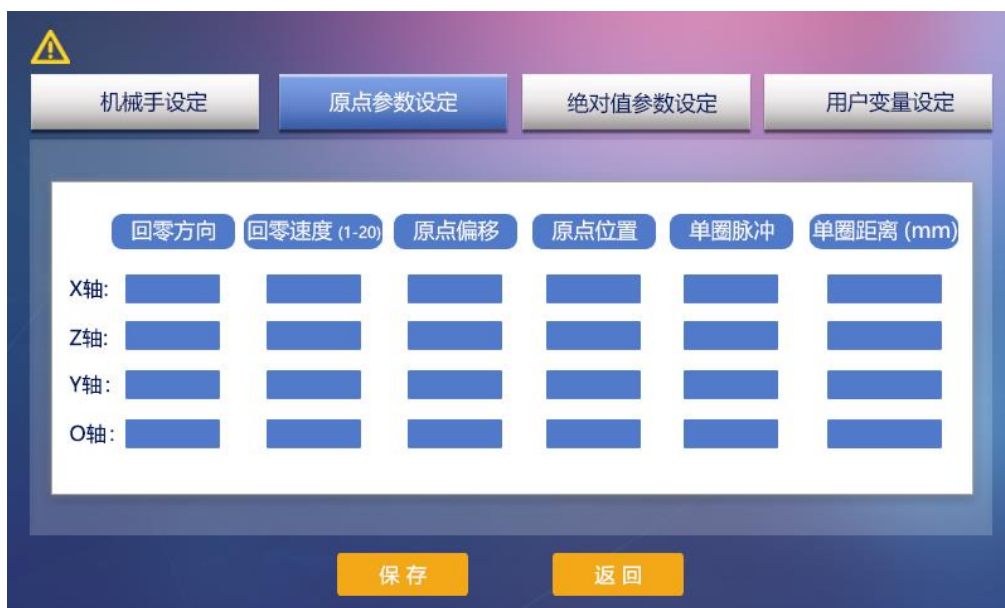 机械手设定 原点参数设定 绝对值参数设定 用户变量设定
回零方向 回零速度 (1-20) 原点偏移 原点位置 单圈脉冲 单圈距离 (mm)
X轴:
Z轴:
Y轴:
O轴:
保存 返回